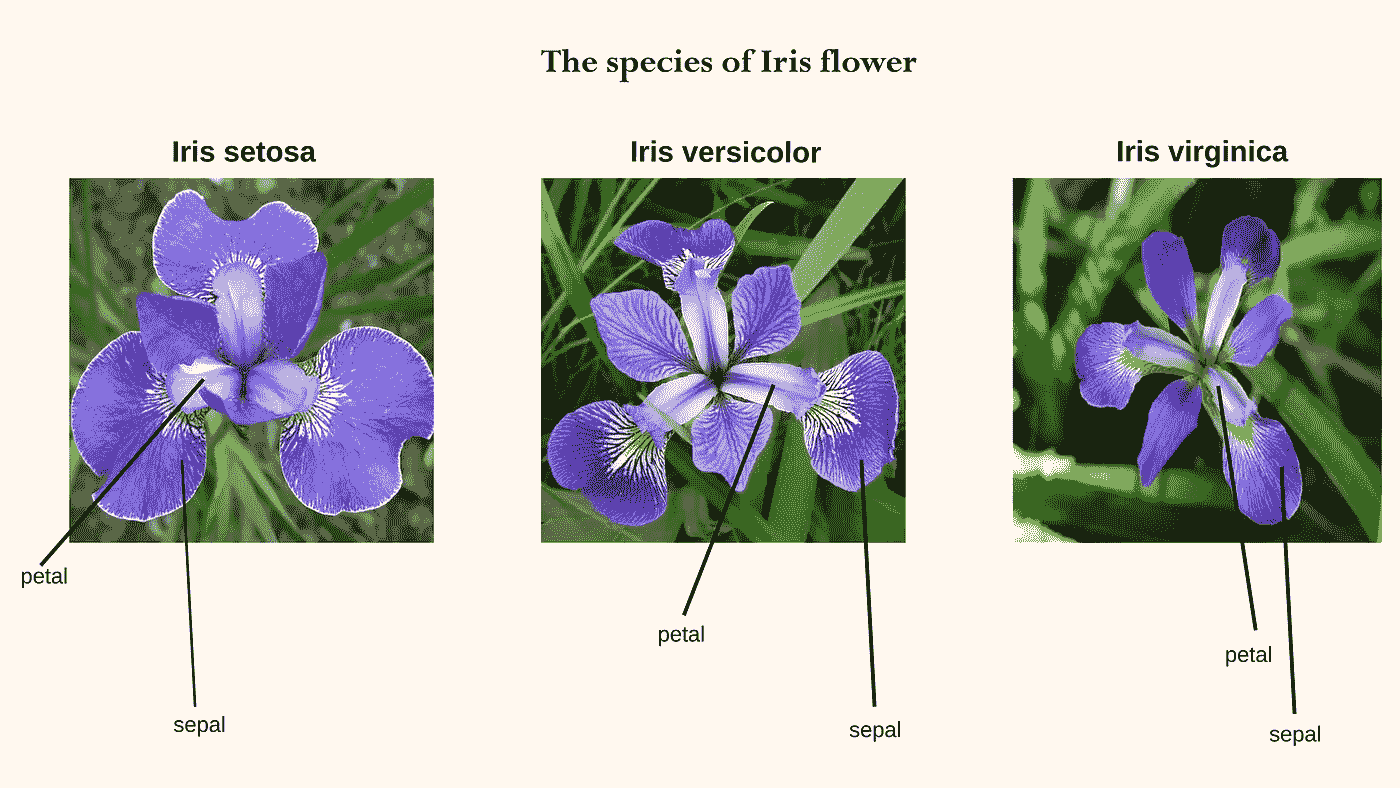 The species of Iris flower
Iris setosa
Iris versicolor
Iris virginica
petal
sepal
petal
sepal
petal
sepal